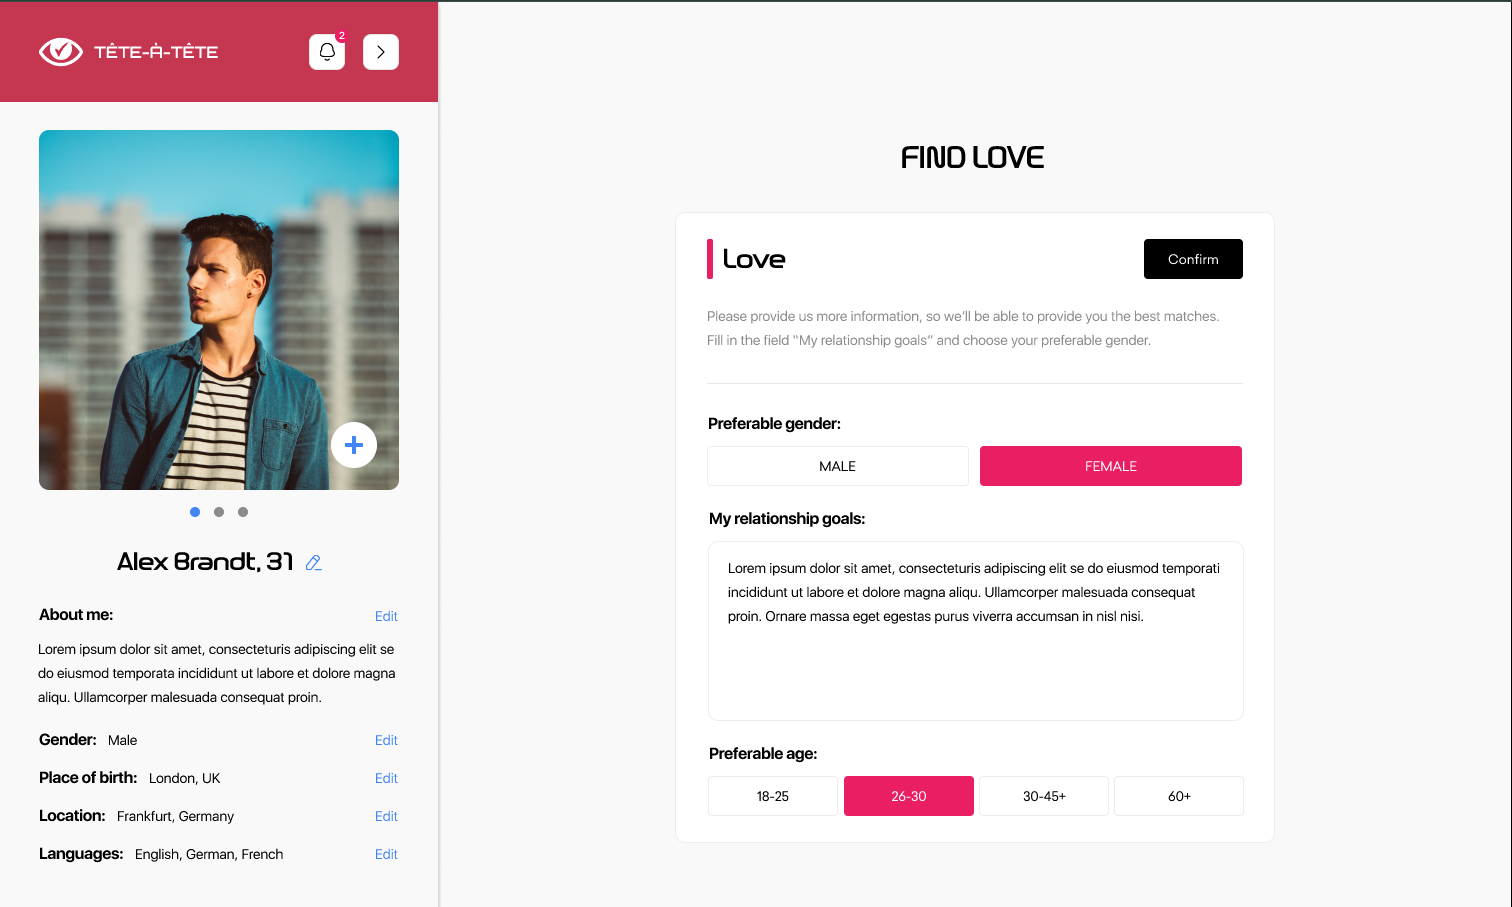 TÊTE-À-TÊTE
2
Alex Brandt, 31
About me:
Edit
Lorem ipsum dolor sit amet, consecteturis adipiscing elit se
do eiusmod temporata incididunt ut labore et dolore magna
aliqu. Ullamcorper malesuada consequat proin.
Gender: Male
Edit
Place of birth: London, UK
Edit
Location: Frankfurt, Germany
Edit
Languages: English, German, French
Edit
FIND LOVE
Love
Confirm
Please provide us more information, so we'll be able to provide you the best matches.
Fill in the field “My relationship goals” and choose your preferable gender.
Preferable gender:
MALE
FEMALE
My relationship goals:
Lorem ipsum dolor sit amet, consecteturis adipiscing elit se do eiusmod temporati
incididunt ut labore et dolore magna aliqu. Ullamcorper malesuada consequat
proin. Ornare massa eget egestas purus viverra accumsan in nisl nisi.
Preferable age:
18-25
26-30
30-45+
60+